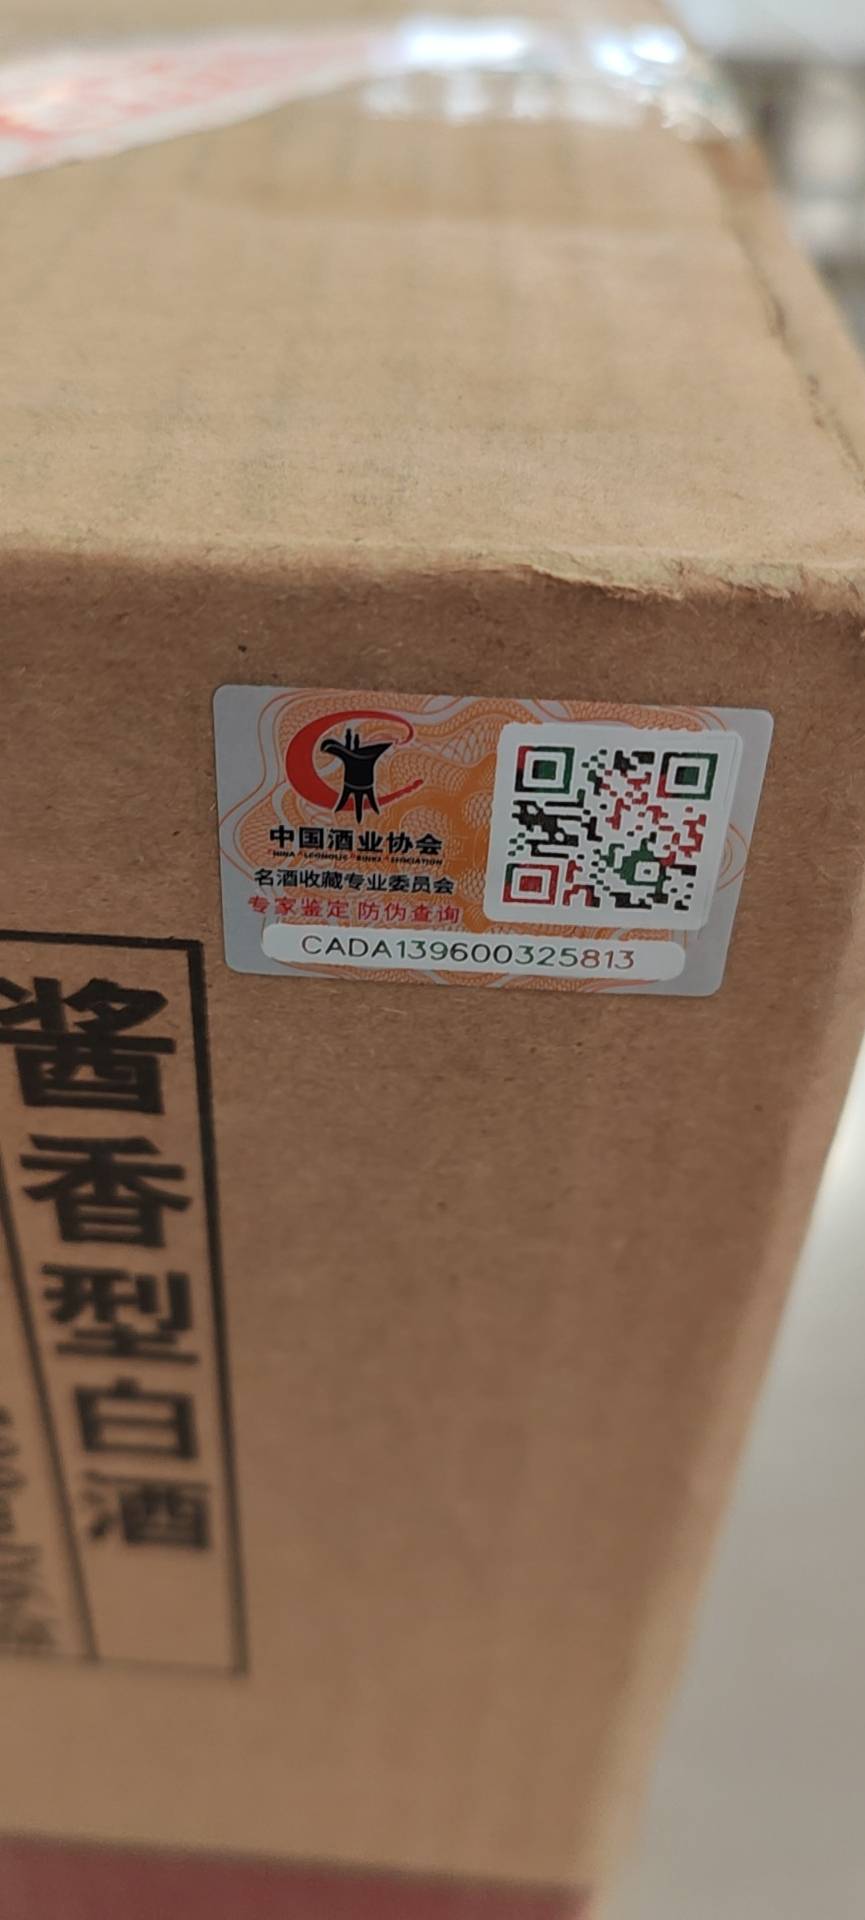 中国酒业协会
名酒收藏专业委员会
专家鉴定 防伪查询
CADA139600325813
酱香型白酒